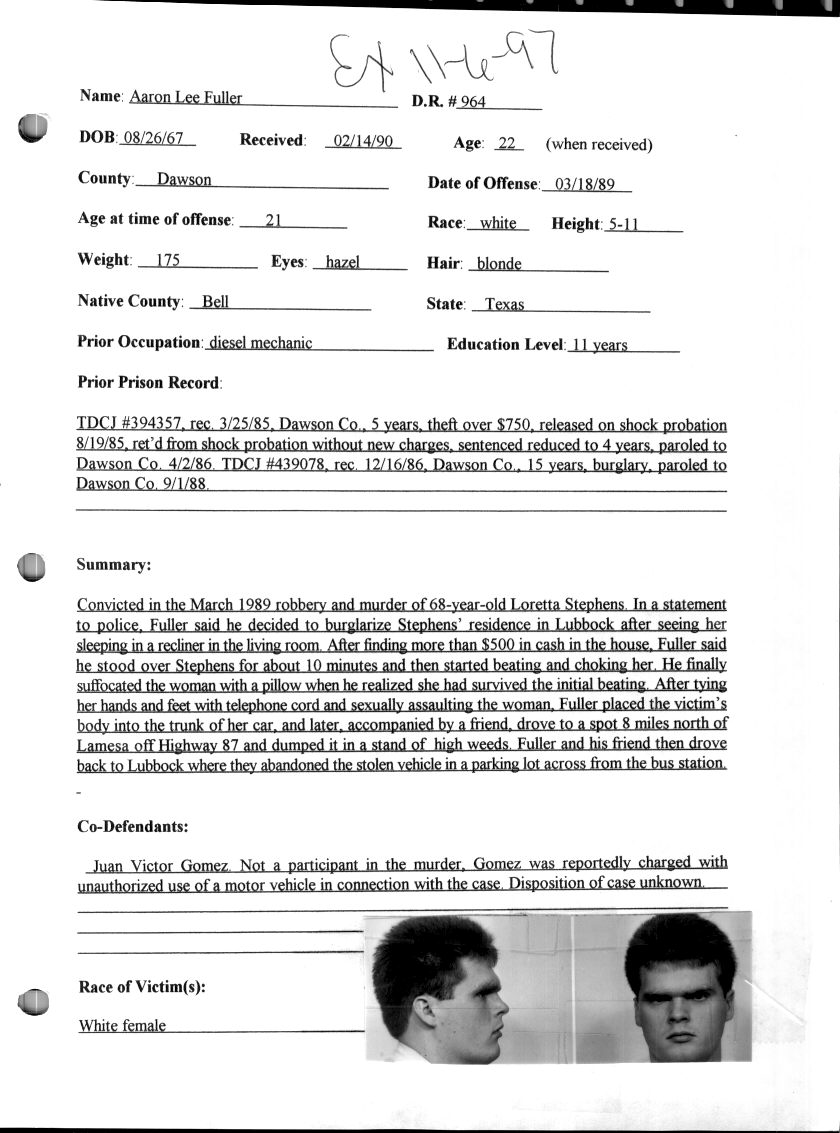 Ex 11-6-97
Name: Aaron Lee Fuller D.R. # 964
DOB: 08/26/67 Received: 02/14/90 Age: 22 (when received)
County: Dawson Date of Offense: 03/18/89
Age at time of offense: 21 Race: white Height: 5-11
Weight: 175 Eyes: hazel Hair: blonde
Native County: Bell State: Texas
Prior Occupation: diesel mechanic Education Level: 11 years
Prior Prison Record:
TDCJ #394357, rec. 3/25/85, Dawson Co., 5 years, theft over $750, released on shock probation
8/19/85, ret'd from shock probation without new charges, sentenced reduced to 4 years, paroled to
Dawson Co. 4/2/86. TDCJ #439078, rec. 12/16/86, Dawson Co., 15 years, burglary, paroled to
Dawson Co. 9/1/88.
Summary:
Convicted in the March 1989 robbery and murder of 68-year-old Loretta Stephens. In a statement
to police, Fuller said he decided to burglarize Stephens' residence in Lubbock after seeing her
sleeping in a recliner in the living room. After finding more than $500 in cash in the house, Fuller said
he stood over Stephens for about 10 minutes and then started beating and choking her. He finally
suffocated the woman with a pillow when he realized she had survived the initial beating. After tying
her hands and feet with telephone cord and sexually assaulting the woman, Fuller placed the victim's
body into the trunk of her car, and later, accompanied by a friend, drove to a spot 8 miles north of
Lamesa off Highway 87 and dumped it in a stand of high weeds. Fuller and his friend then drove
back to Lubbock where they abandoned the stolen vehicle in a parking lot across from the bus station.
Co-Defendants:
Juan Victor Gomez. Not a participant in the murder, Gomez was reportedly charged with
unauthorized use of a motor vehicle in connection with the case. Disposition of case unknown.
Race of Victim(s):
White female